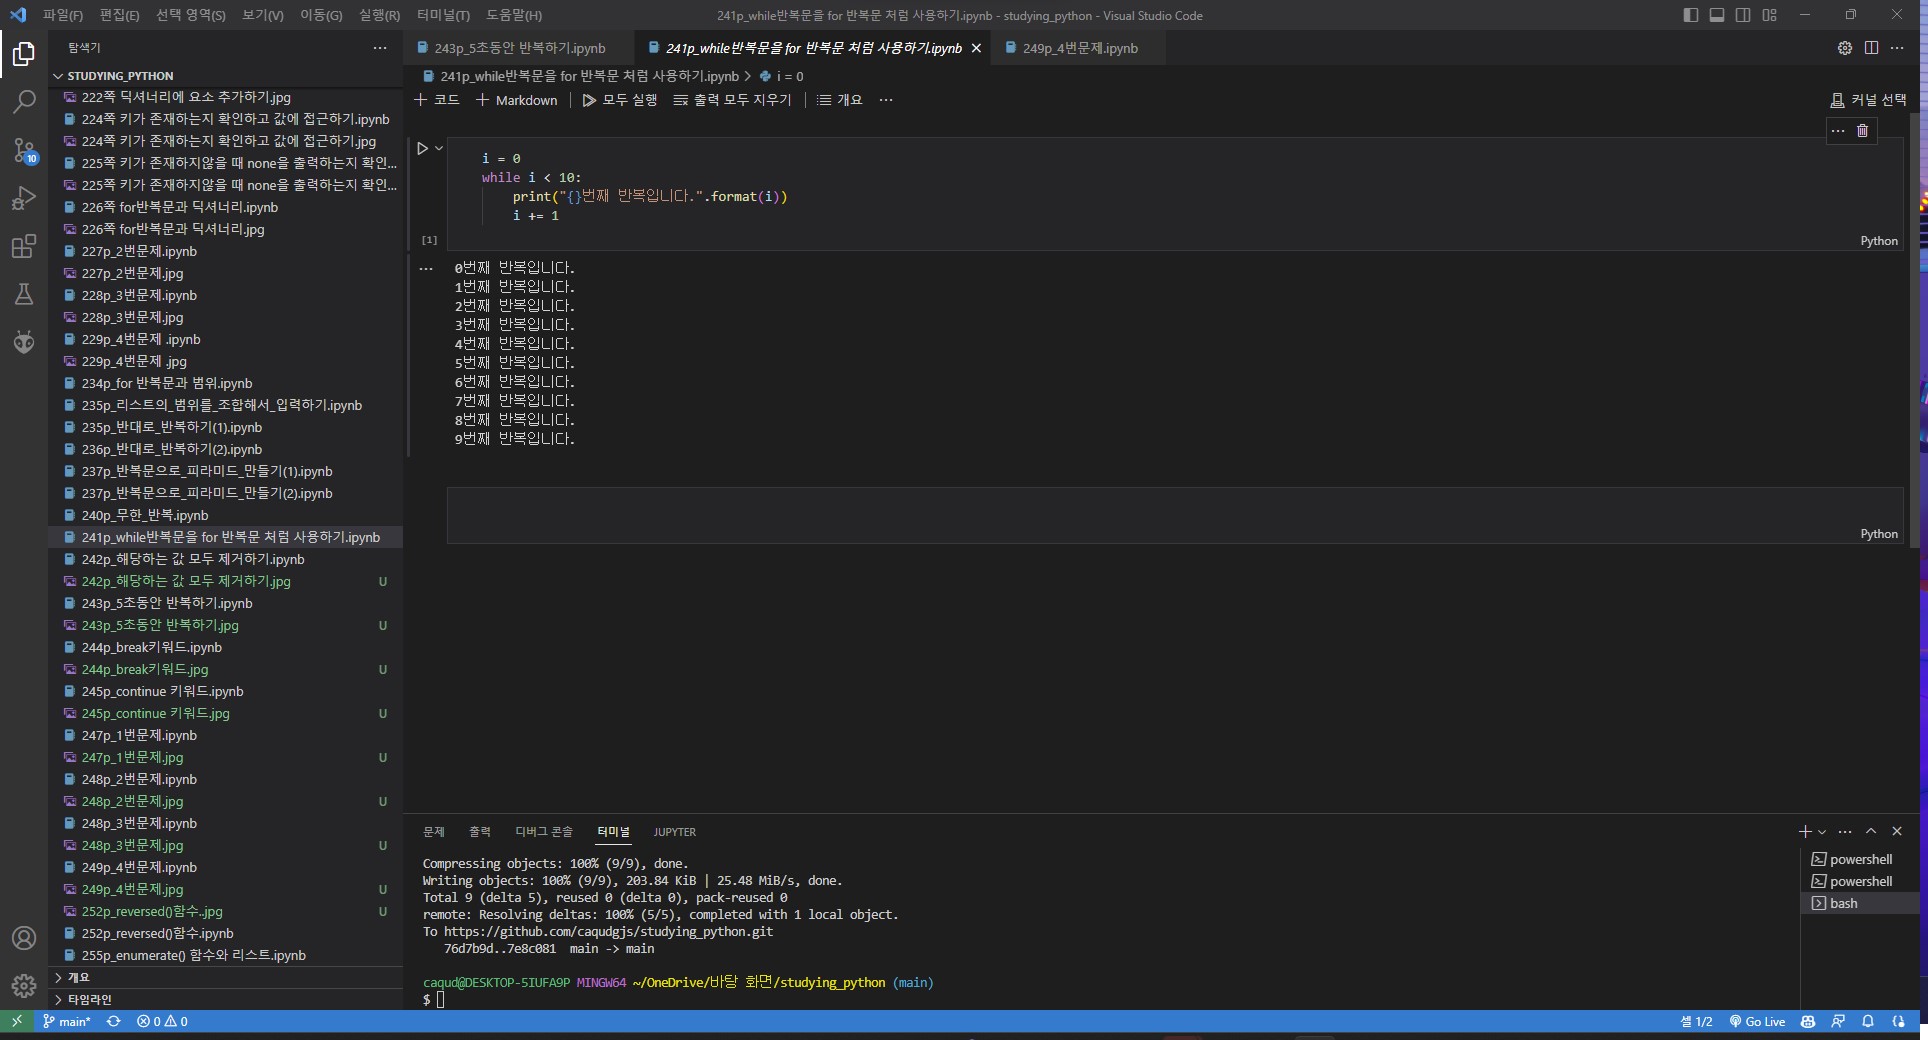 파일(F) 편집(E) 선택 영역(S) 보기(V) 이동(G) 실행(R) 터미널(T) 도움말(H) 241p_while반복문을 for 반복문 처럼 사용하기.ipynb - studying_python - Visual Studio Code
탐색기
STUDYING_PYTHON
222쪽 딕셔너리에 요소 추가하기.jpg
224쪽 키가 존재하는지 확인하고 값에 접근하기.ipynb
224쪽 키가 존재하는지 확인하고 값에 접근하기.jpg
225쪽 키가 존재하지않을 때 none을 출력하는지 확인...
225쪽 키가 존재하지않을 때 none을 출력하는지 확인...
226쪽 for반복문과 딕셔너리.ipynb
226쪽 for반복문과 딕셔너리.jpg
227p_2번문제.ipynb
227p_2번문제.jpg
228p_3번문제.ipynb
228p_3번문제.jpg
229p_4번문제 .ipynb
229p_4번문제 .jpg
234p_for 반복문과 범위.ipynb
235p_리스트의_범위를_조합해서_입력하기.ipynb
235p_반대로_반복하기(1).ipynb
236p_반대로_반복하기(2).ipynb
237p_반복문으로_피라미드_만들기(1).ipynb
237p_반복문으로_피라미드_만들기(2).ipynb
240p_무한_반복.ipynb
241p_while반복문을 for 반복문 처럼 사용하기.ipynb
242p_해당하는 값 모두 제거하기.ipynb
242p_해당하는 값 모두 제거하기.jpg U
243p_5초동안 반복하기.ipynb
243p_5초동안 반복하기.jpg U
244p_break키워드.ipynb
244p_break키워드.jpg U
245p_continue 키워드.ipynb
245p_continue 키워드.jpg U
247p_1번문제.ipynb
247p_1번문제.jpg U
248p_2번문제.ipynb
248p_2번문제.jpg U
248p_3번문제.ipynb
248p_3번문제.jpg U
249p_4번문제.ipynb
249p_4번문제.jpg U
252p_reversed()함수..jpg U
252p_reversed()함수.ipynb
255p_enumerate() 함수와 리스트.ipynb
개요
타임라인
10
243p_5초동안 반복하기.ipynb 241p_while반복문을 for 반복문 처럼 사용하기.ipynb 249p_4번문제.ipynb
241p_while반복문을 for 반복문 처럼 사용하기.ipynb > i = 0
코드 Markdown 모두 실행 출력 모두 지우기 개요 커널 선택
i = 0
while i < 10:
print("{}번째 반복입니다.".format(i))
i += 1
[1] Python
0번째 반복입니다.
1번째 반복입니다.
2번째 반복입니다.
3번째 반복입니다.
4번째 반복입니다.
5번째 반복입니다.
6번째 반복입니다.
7번째 반복입니다.
8번째 반복입니다.
9번째 반복입니다.
Python
문제 출력 디버그 콘솔 터미널 JUPYTER
Compressing objects: 100% (9/9), done.
Writing objects: 100% (9/9), 203.84 KiB | 25.48 MiB/s, done.
Total 9 (delta 5), reused 0 (delta 0), pack-reused 0
remote: Resolving deltas: 100% (5/5), completed with 1 local object.
To https://github.com/caqudgjs/studying_python.git
76d7b9d..7e8c081 main -> main
caqud@DESKTOP-5IUFA9P MINGW64 ~/OneDrive/바탕 화면/studying_python (main)
$
powershell
powershell
bash
main* 0 0 셀 1/2 Go Live